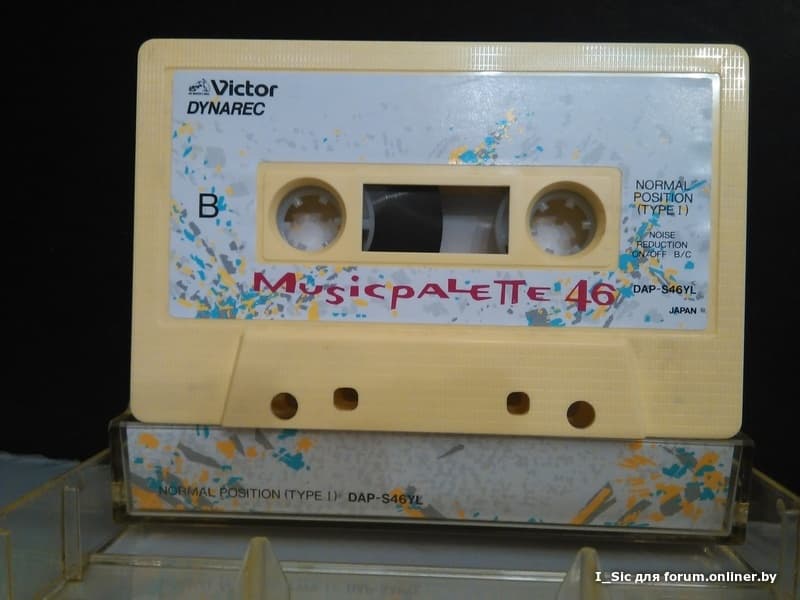 Victor
DYNAREC
B
NORMAL
POSITION
(TYPE I)
NOISE
REDUCTION
ON/OFF B/C
MusicPALETTE 46
DAP-S46YL
JAPAN
NORMAL POSITION (TYPE I) DAP-S46YL
I_Sic для forum.onliner.by